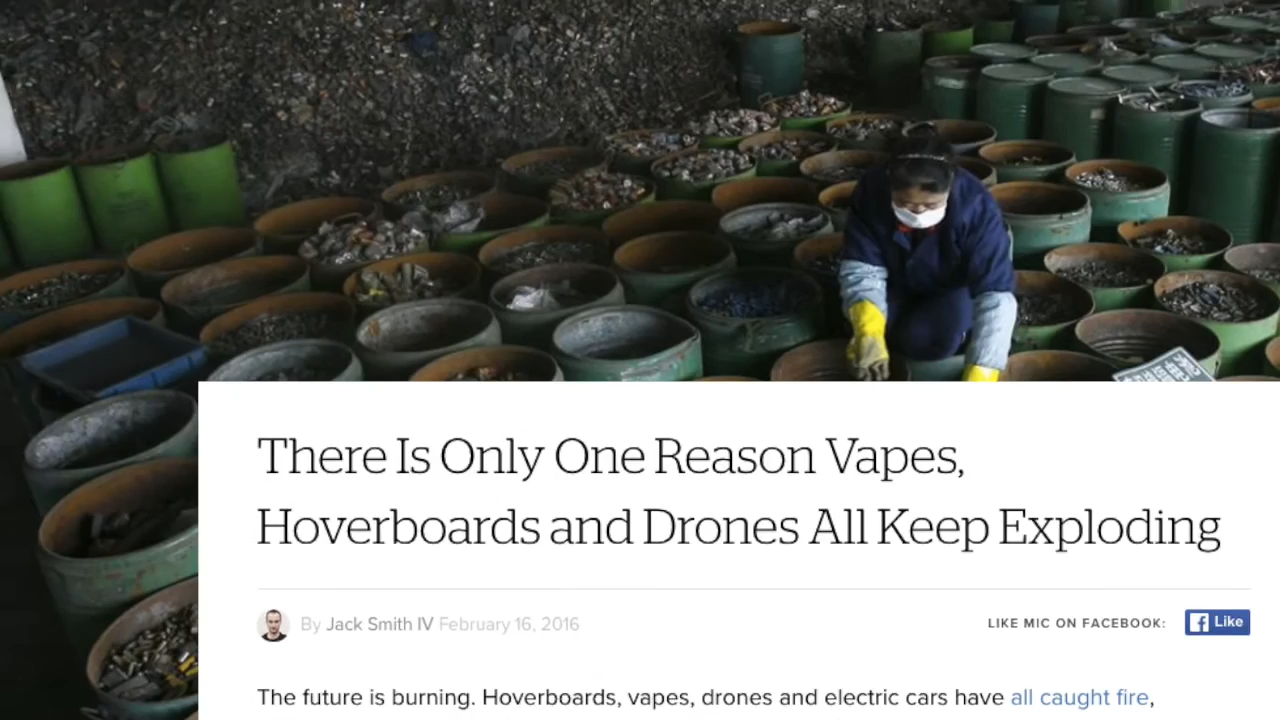 There Is Only One Reason Vapes,
Hoverboards and Drones All Keep Exploding
By Jack Smith IV February 16, 2016
LIKE MIC ON FACEBOOK:
Like
The future is burning. Hoverboards, vapes, drones and electric cars have all caught fire,